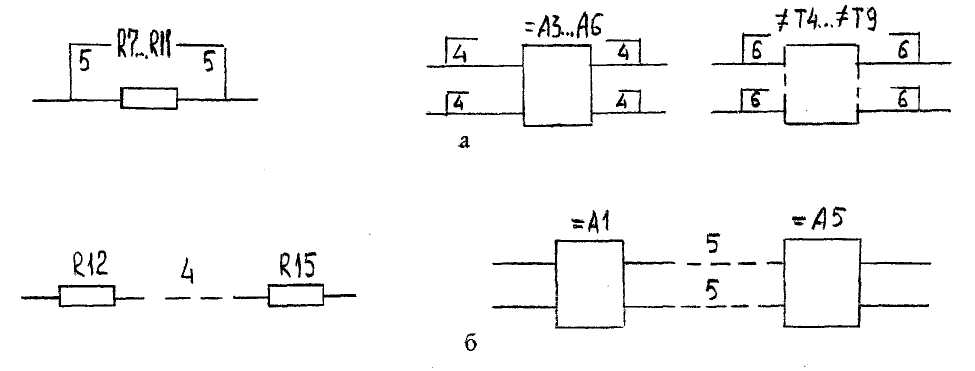 5 R7...R11 5
=A3...A6
4 4
4 4
≠T4...≠T9
6 6
6 6
а
R12 4 R15
=A1 5 =A5
5
б